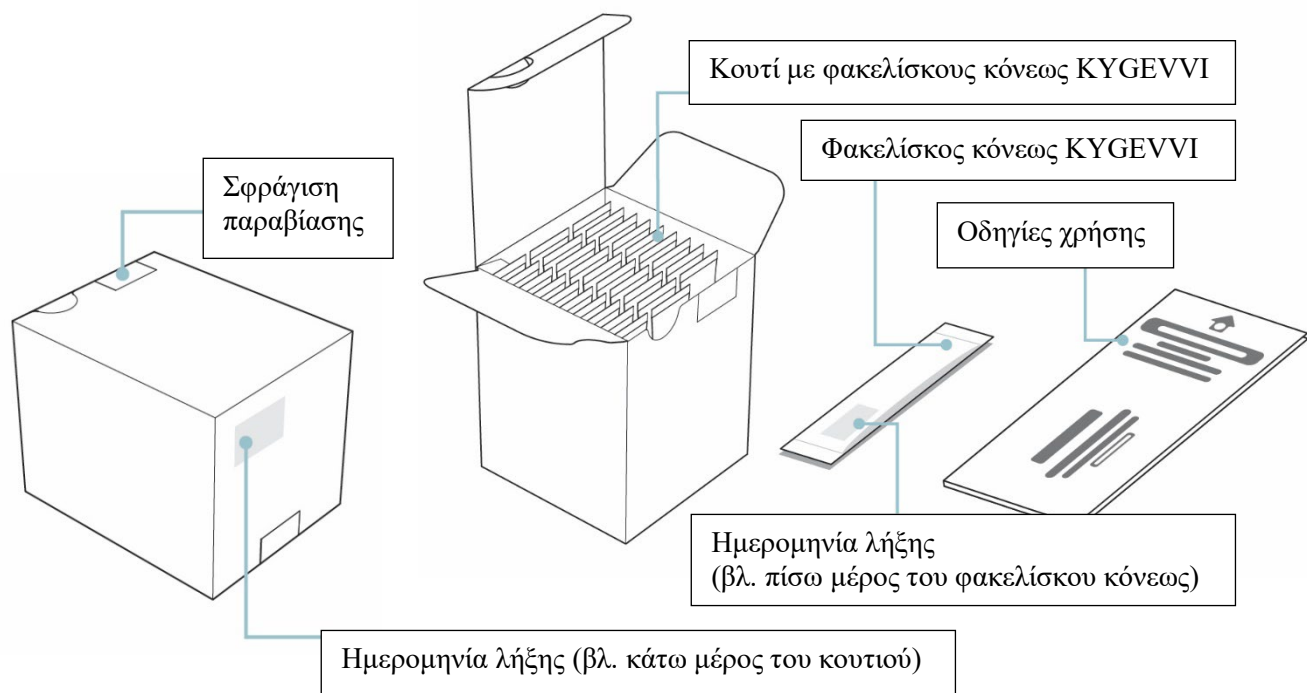 Κουτί με φακελίσκους κόνεως KYGEVVI
Φακελίσκος κόνεως KYGEVVI
Σφράγιση
παραβίασης
Οδηγίες χρήσης
Ημερομηνία λήξης
(βλ. πίσω μέρος του φακελίσκου κόνεως)
Ημερομηνία λήξης (βλ. κάτω μέρος του κουτιού)